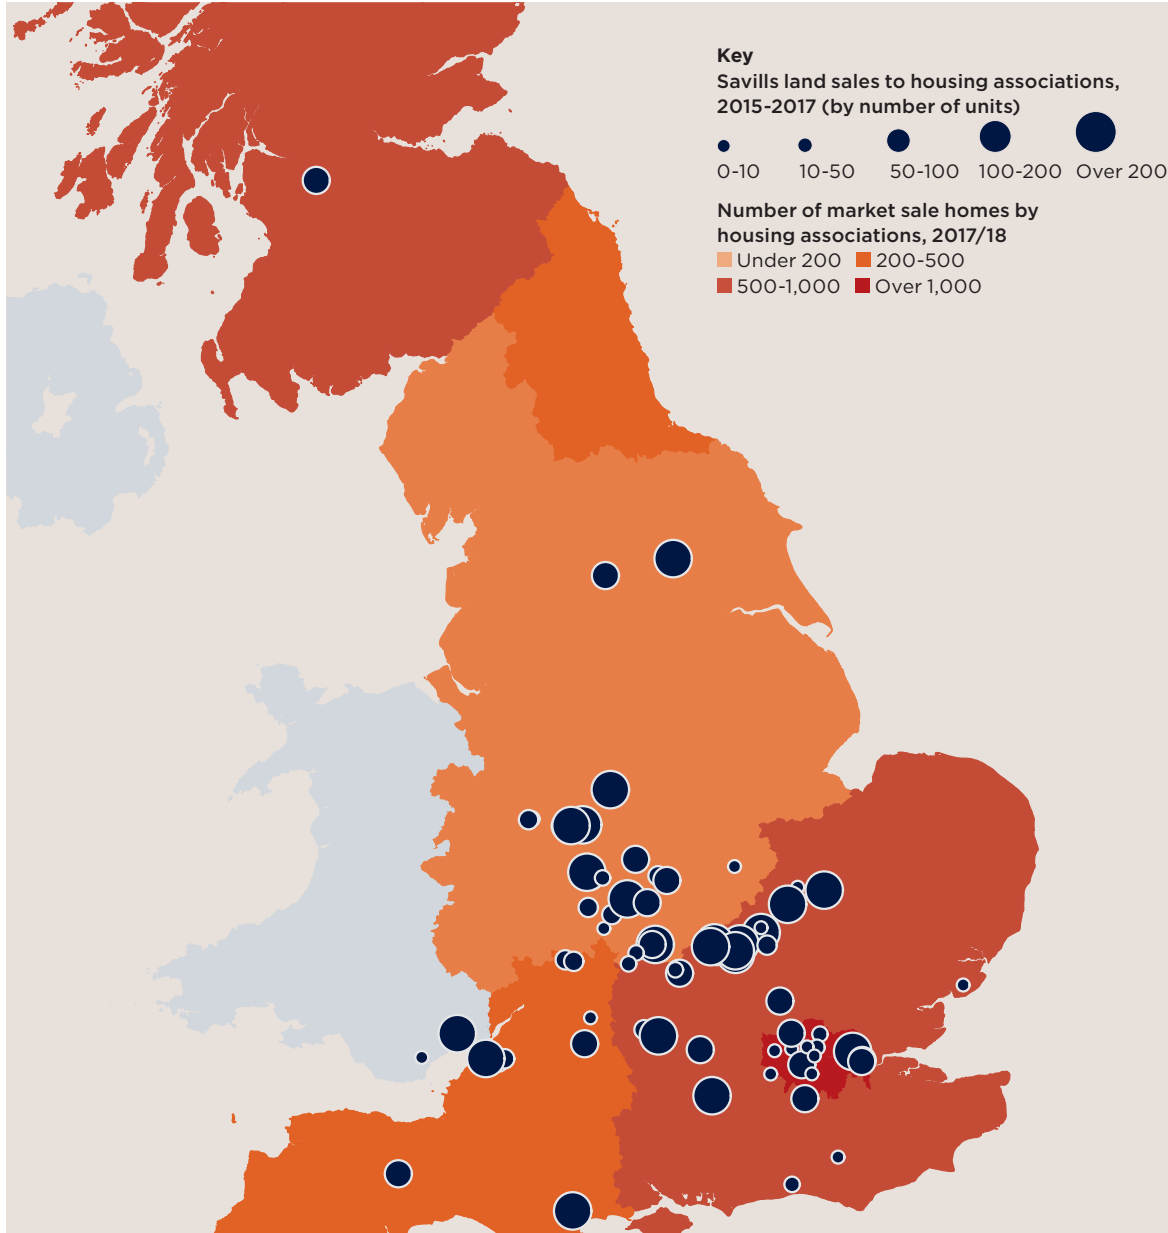 Key
Savills land sales to housing associations,
2015-2017 (by number of units)
0-10 10-50 50-100 100-200 Over 200
Number of market sale homes by
housing associations, 2017/18
Under 200 200-500
500-1,000 Over 1,000